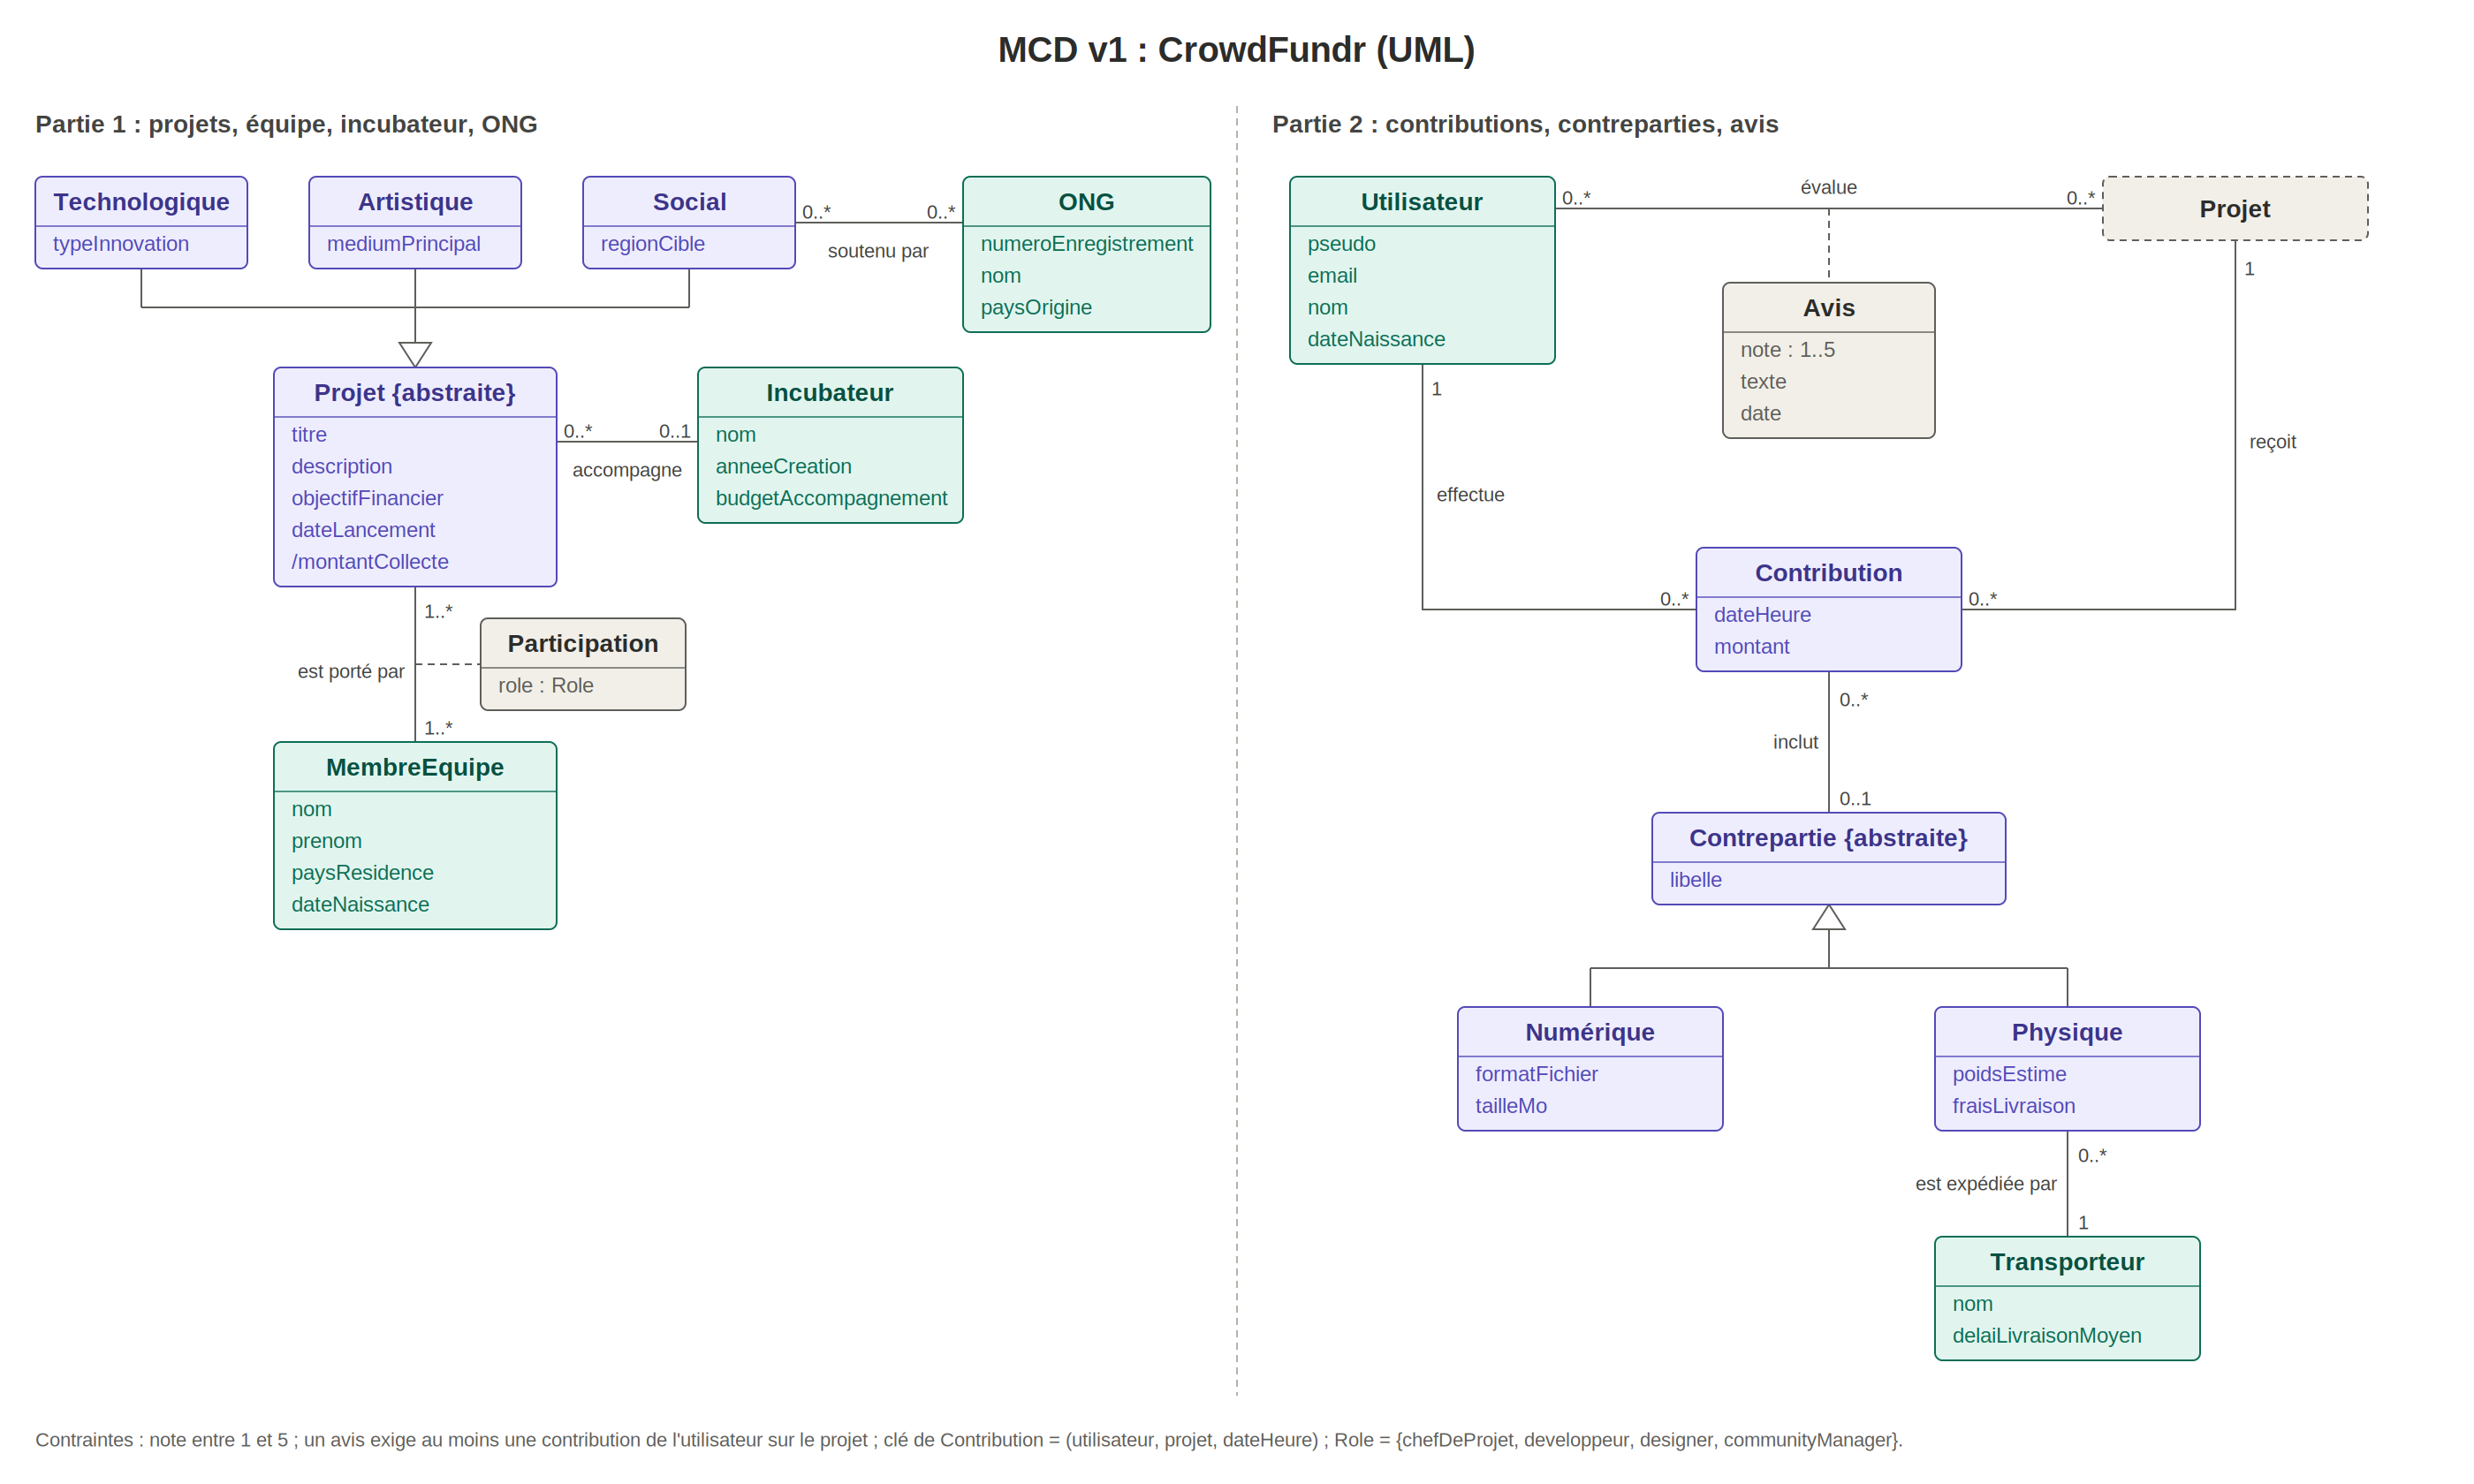 MCD v1 : CrowdFundr (UML)
Partie 1 : projets, équipe, incubateur, ONG
Technologique
typeInnovation
Artistique
mediumPrincipal
Social
regionCible
0..*
0..*
soutenu par
ONG
numeroEnregistrement
nom
paysOrigine
Projet {abstraite}
titre
description
objectifFinancier
dateLancement
/montantCollecte
0..*
0..1
accompagne
Incubateur
nom
anneeCreation
budgetAccompagnement
1..*
est porté par
Participation
role : Role
1..*
MembreEquipe
nom
prenom
paysResidence
dateNaissance
Partie 2 : contributions, contreparties, avis
Utilisateur
pseudo
email
nom
dateNaissance
0..*
évalue
0..*
Projet
Avis
note : 1..5
texte
date
1
effectue
1
reçoit
0..*
Contribution
dateHeure
montant
0..*
0..*
inclut
0..1
Contrepartie {abstraite}
libelle
Numérique
formatFichier
tailleMo
Physique
poidsEstime
fraisLivraison
0..*
est expédiée par
1
Transporteur
nom
delaiLivraisonMoyen
Contraintes : note entre 1 et 5 ; un avis exige au moins une contribution de l'utilisateur sur le projet ; clé de Contribution = (utilisateur, projet, dateHeure) ; Role = {chefDeProjet, developpeur, designer, communityManager}.